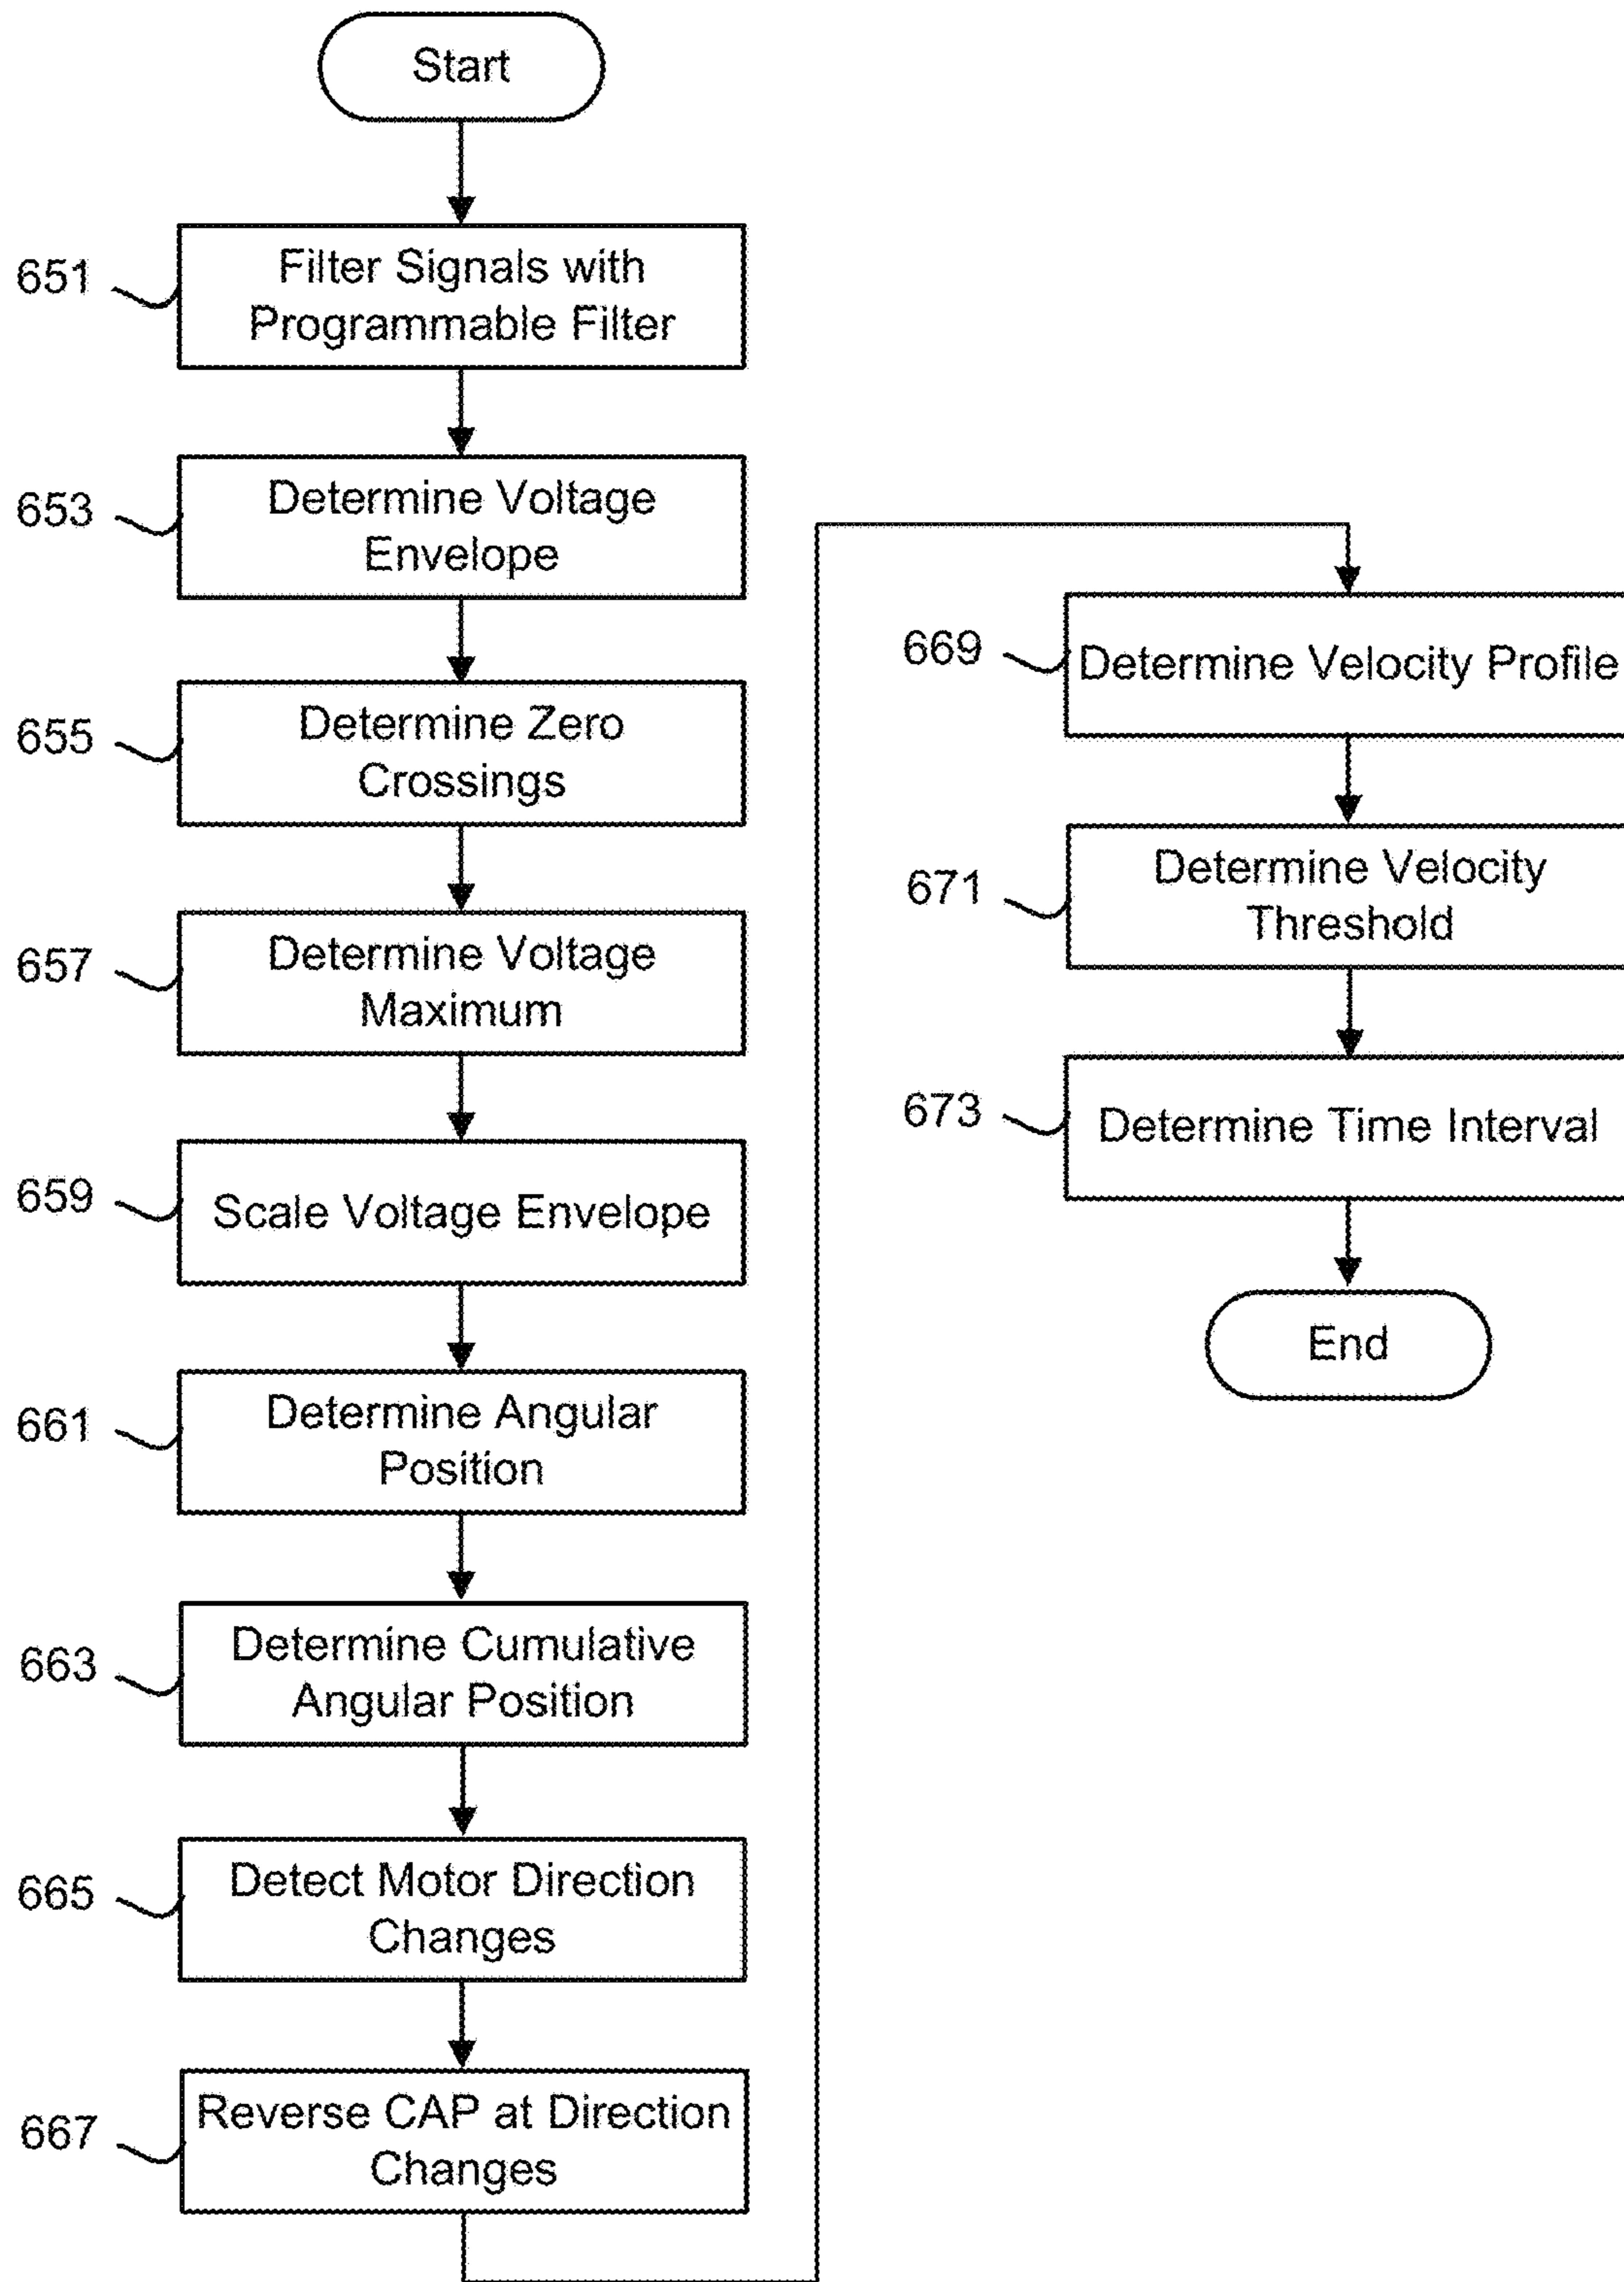 Start
651
Filter Signals with
Programmable Filter
653
Determine Voltage
Envelope
655
Determine Zero
Crossings
657
Determine Voltage
Maximum
659
Scale Voltage Envelope
661
Determine Angular
Position
663
Determine Cumulative
Angular Position
665
Detect Motor Direction
Changes
667
Reverse CAP at Direction
Changes
669
Determine Velocity Profile
671
Determine Velocity
Threshold
673
Determine Time Interval
End